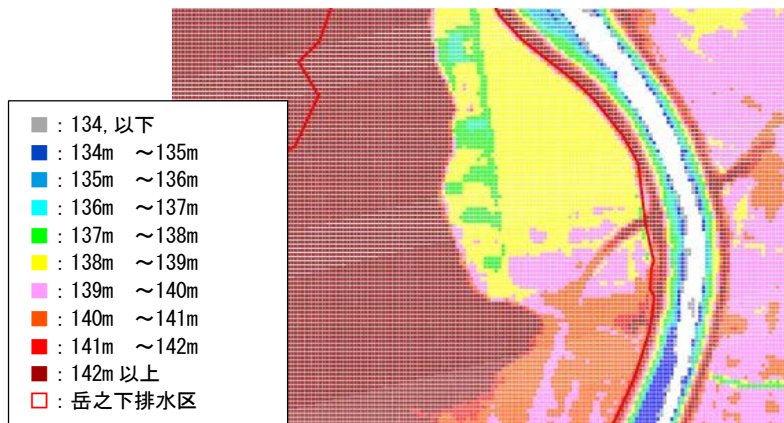 : 134, 以下
: 134m ～135m
: 135m ～136m
: 136m ～137m
: 137m ～138m
: 138m ～139m
: 139m ～140m
: 140m ～141m
: 141m ～142m
: 142m 以上
: 岳之下排水区